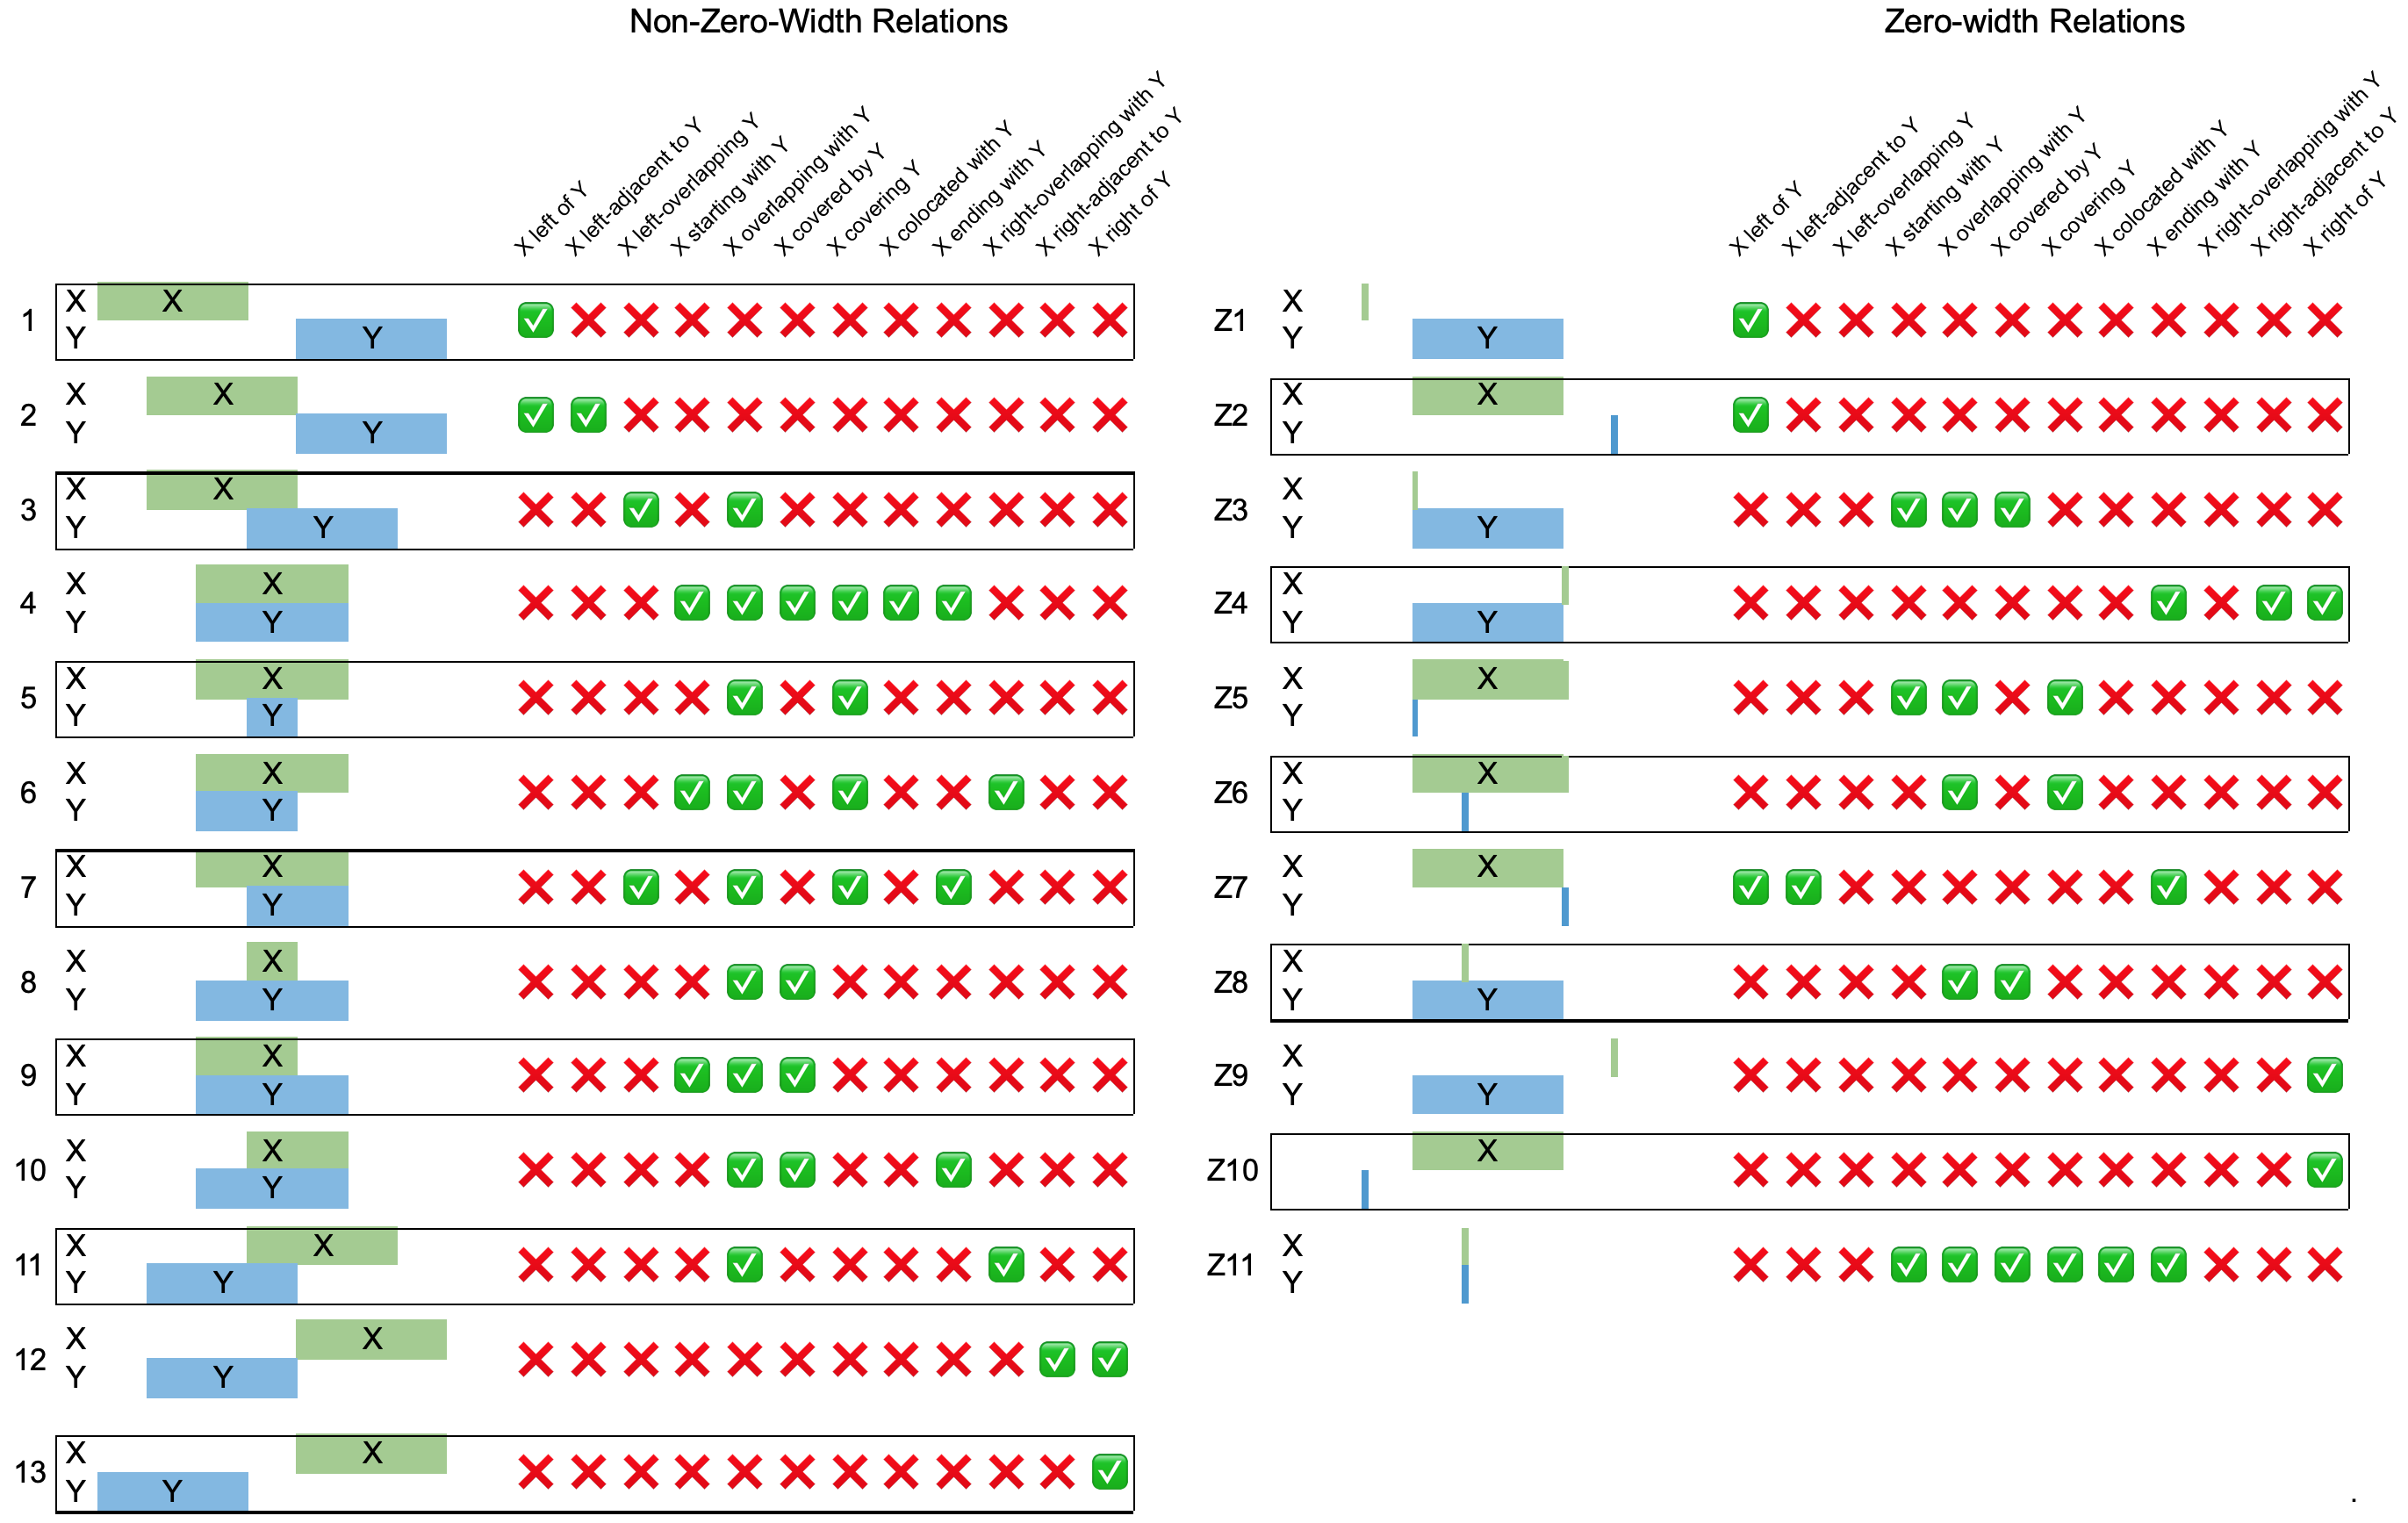 Non-Zero-Width Relations
X left of Y
X left-adjacent to Y
X left-overlapping Y
X starting with Y
X overlapping with Y
X covered by Y
X covering Y
X colocated with Y
X ending with Y
X right-overlapping with Y
X right-adjacent to Y
X right of Y
1 X X
Y Y
2 X X
Y Y
3 X X
Y Y
4 X X
Y Y
5 X X
Y Y
6 X X
Y Y
7 X X
Y Y
8 X X
Y Y
9 X X
Y Y
10 X X
Y Y
11 X X
Y Y
12 X X
Y Y
13 X X
Y Y
Zero-width Relations
X left of Y
X left-adjacent to Y
X left-overlapping Y
X starting with Y
X overlapping with Y
X covered by Y
X covering Y
X colocated with Y
X ending with Y
X right-overlapping with Y
X right-adjacent to Y
X right of Y
Z1 X
Y Y
Z2 X X
Y
Z3 X
Y Y
Z4 X
Y Y
Z5 X X
Y
Z6 X X
Y
Z7 X X
Y
Z8 X
Y Y
Z9 X
Y Y
Z10 X X
Y
Z11 X
Y
.